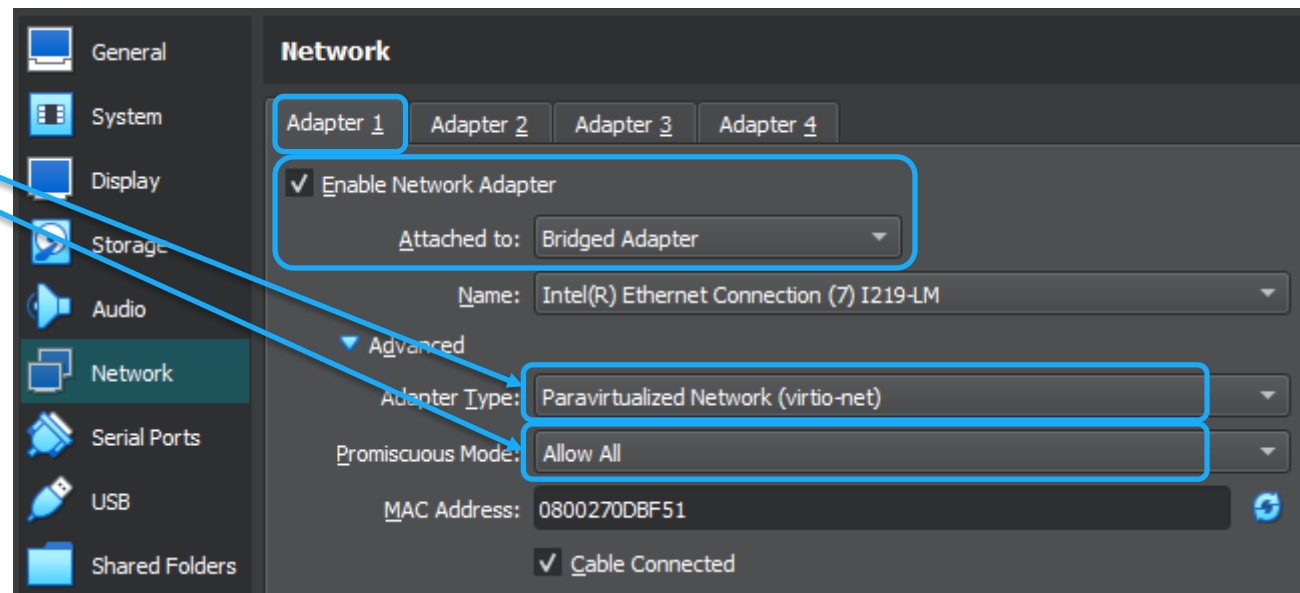 General
System
Display
Storage
Audio
Network
Serial Ports
USB
Shared Folders
Network
Adapter 1 Adapter 2 Adapter 3 Adapter 4
Enable Network Adapter
Attached to: Bridged Adapter
Name: Intel(R) Ethernet Connection (7) I219-LM
Advanced
Adapter Type: Paravirtualized Network (virtio-net)
Promiscuous Mode: Allow All
MAC Address: 0800270DBF51
Cable Connected